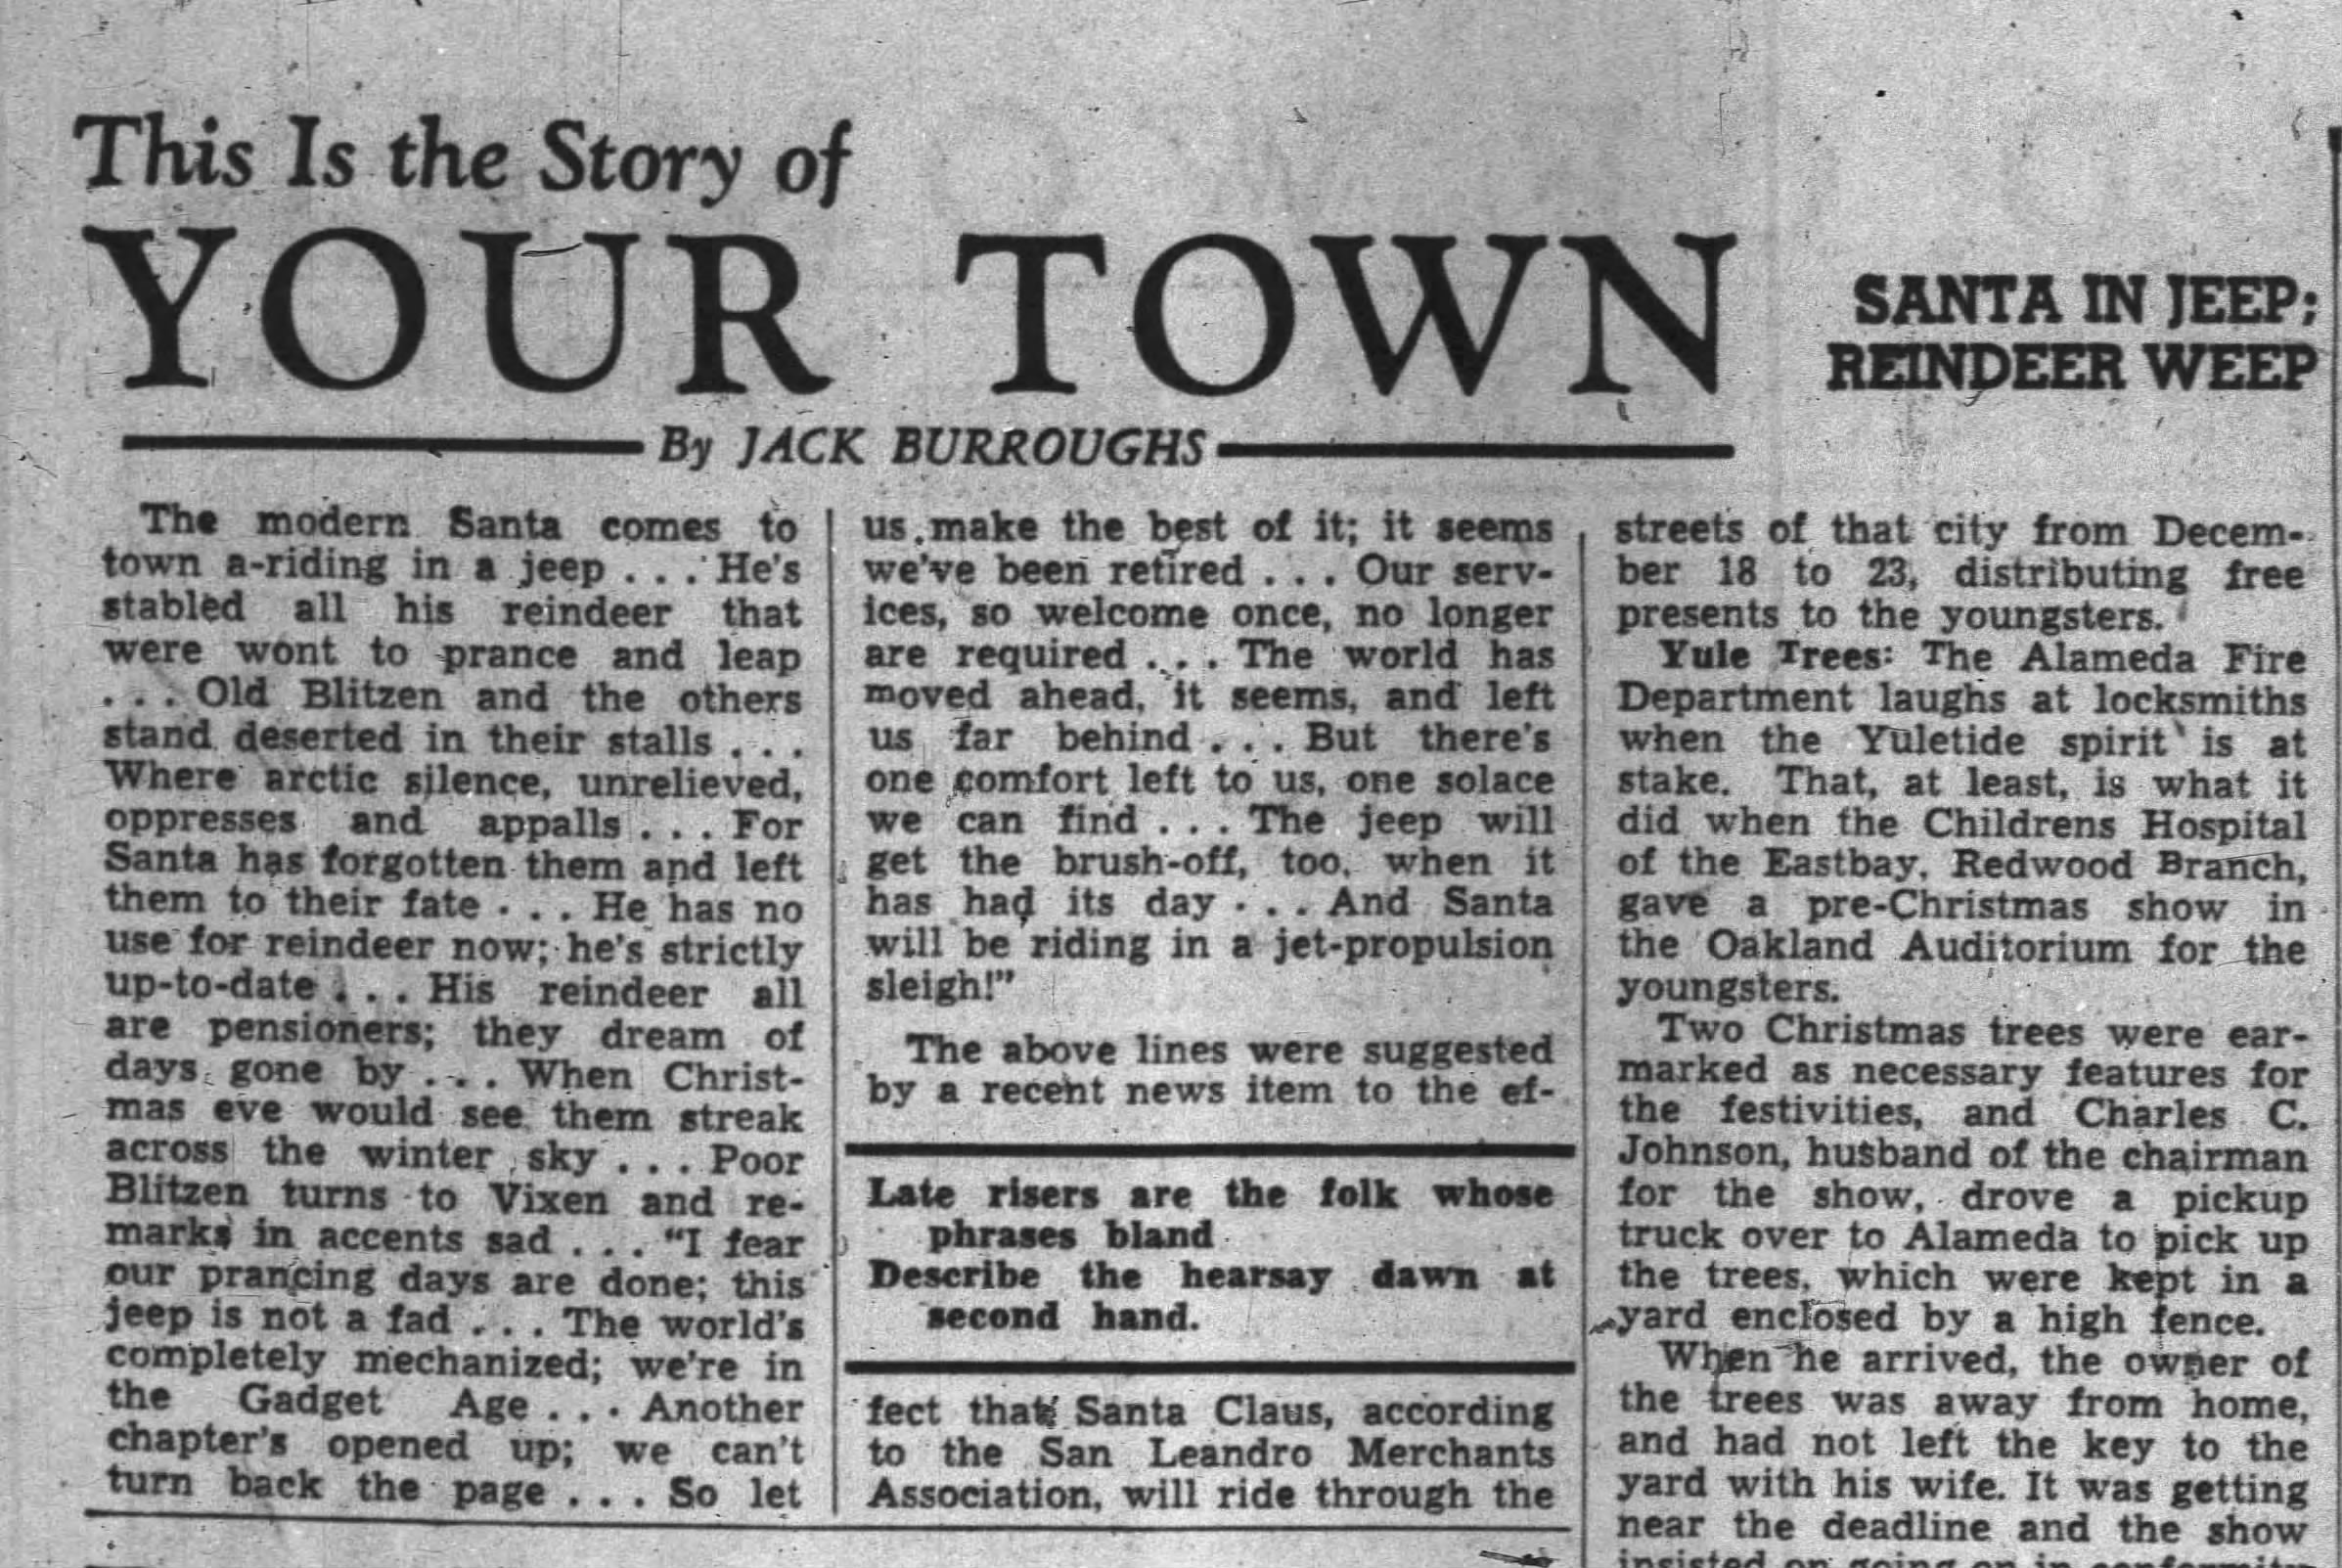 This Is the Story of
YOUR TOWN
By JACK BURROUGHS
SANTA IN JEEP;
REINDEER WEEP
The modern Santa comes to
town a-riding in a jeep . . . He's
stabled all his reindeer that
were wont to prance and leap
. . . Old Blitzen and the others
stand deserted in their stalls . . .
Where arctic silence, unrelieved,
oppresses and appalls . . . For
Santa has forgotten them and left
them to their fate . . . He has no
use for reindeer now; he's strictly
up-to-date . . . His reindeer all
are pensioners; they dream of
days gone by . . . When Christ-
mas eve would see them streak
across the winter sky . . . Poor
Blitzen turns to Vixen and re-
marks in accents sad . . . "I fear
our prancing days are done; this
jeep is not a fad . . . The world's
completely mechanized; we're in
the Gadget Age . . . Another
chapter's opened up; we can't
turn back the page . . . So let
us make the best of it; it seems
we've been retired . . . Our serv-
ices, so welcome once, no longer
are required . . . The world has
moved ahead, it seems, and left
us far behind . . . But there's
one comfort left to us, one solace
we can find . . . The jeep will
get the brush-off, too, when it
has had its day . . . And Santa
will be riding in a jet-propulsion
sleigh!"
The above lines were suggested
by a recent news item to the ef-
Late risers are the folk whose
phrases bland
Describe the hearsay dawn at
second hand.
fect that Santa Claus, according
to the San Leandro Merchants
Association, will ride through the
streets of that city from Decem-
ber 18 to 23, distributing free
presents to the youngsters.
Yule Trees: The Alameda Fire
Department laughs at locksmiths
when the Yuletide spirit is at
stake. That, at least, is what it
did when the Childrens Hospital
of the Eastbay, Redwood Branch,
gave a pre-Christmas show in
the Oakland Auditorium for the
youngsters.
Two Christmas trees were ear-
marked as necessary features for
the festivities, and Charles C.
Johnson, husband of the chairman
for the show, drove a pickup
truck over to Alameda to pick up
the trees, which were kept in a
yard enclosed by a high fence.
When he arrived, the owner of
the trees was away from home,
and had not left the key to the
yard with his wife. It was getting
near the deadline and the show